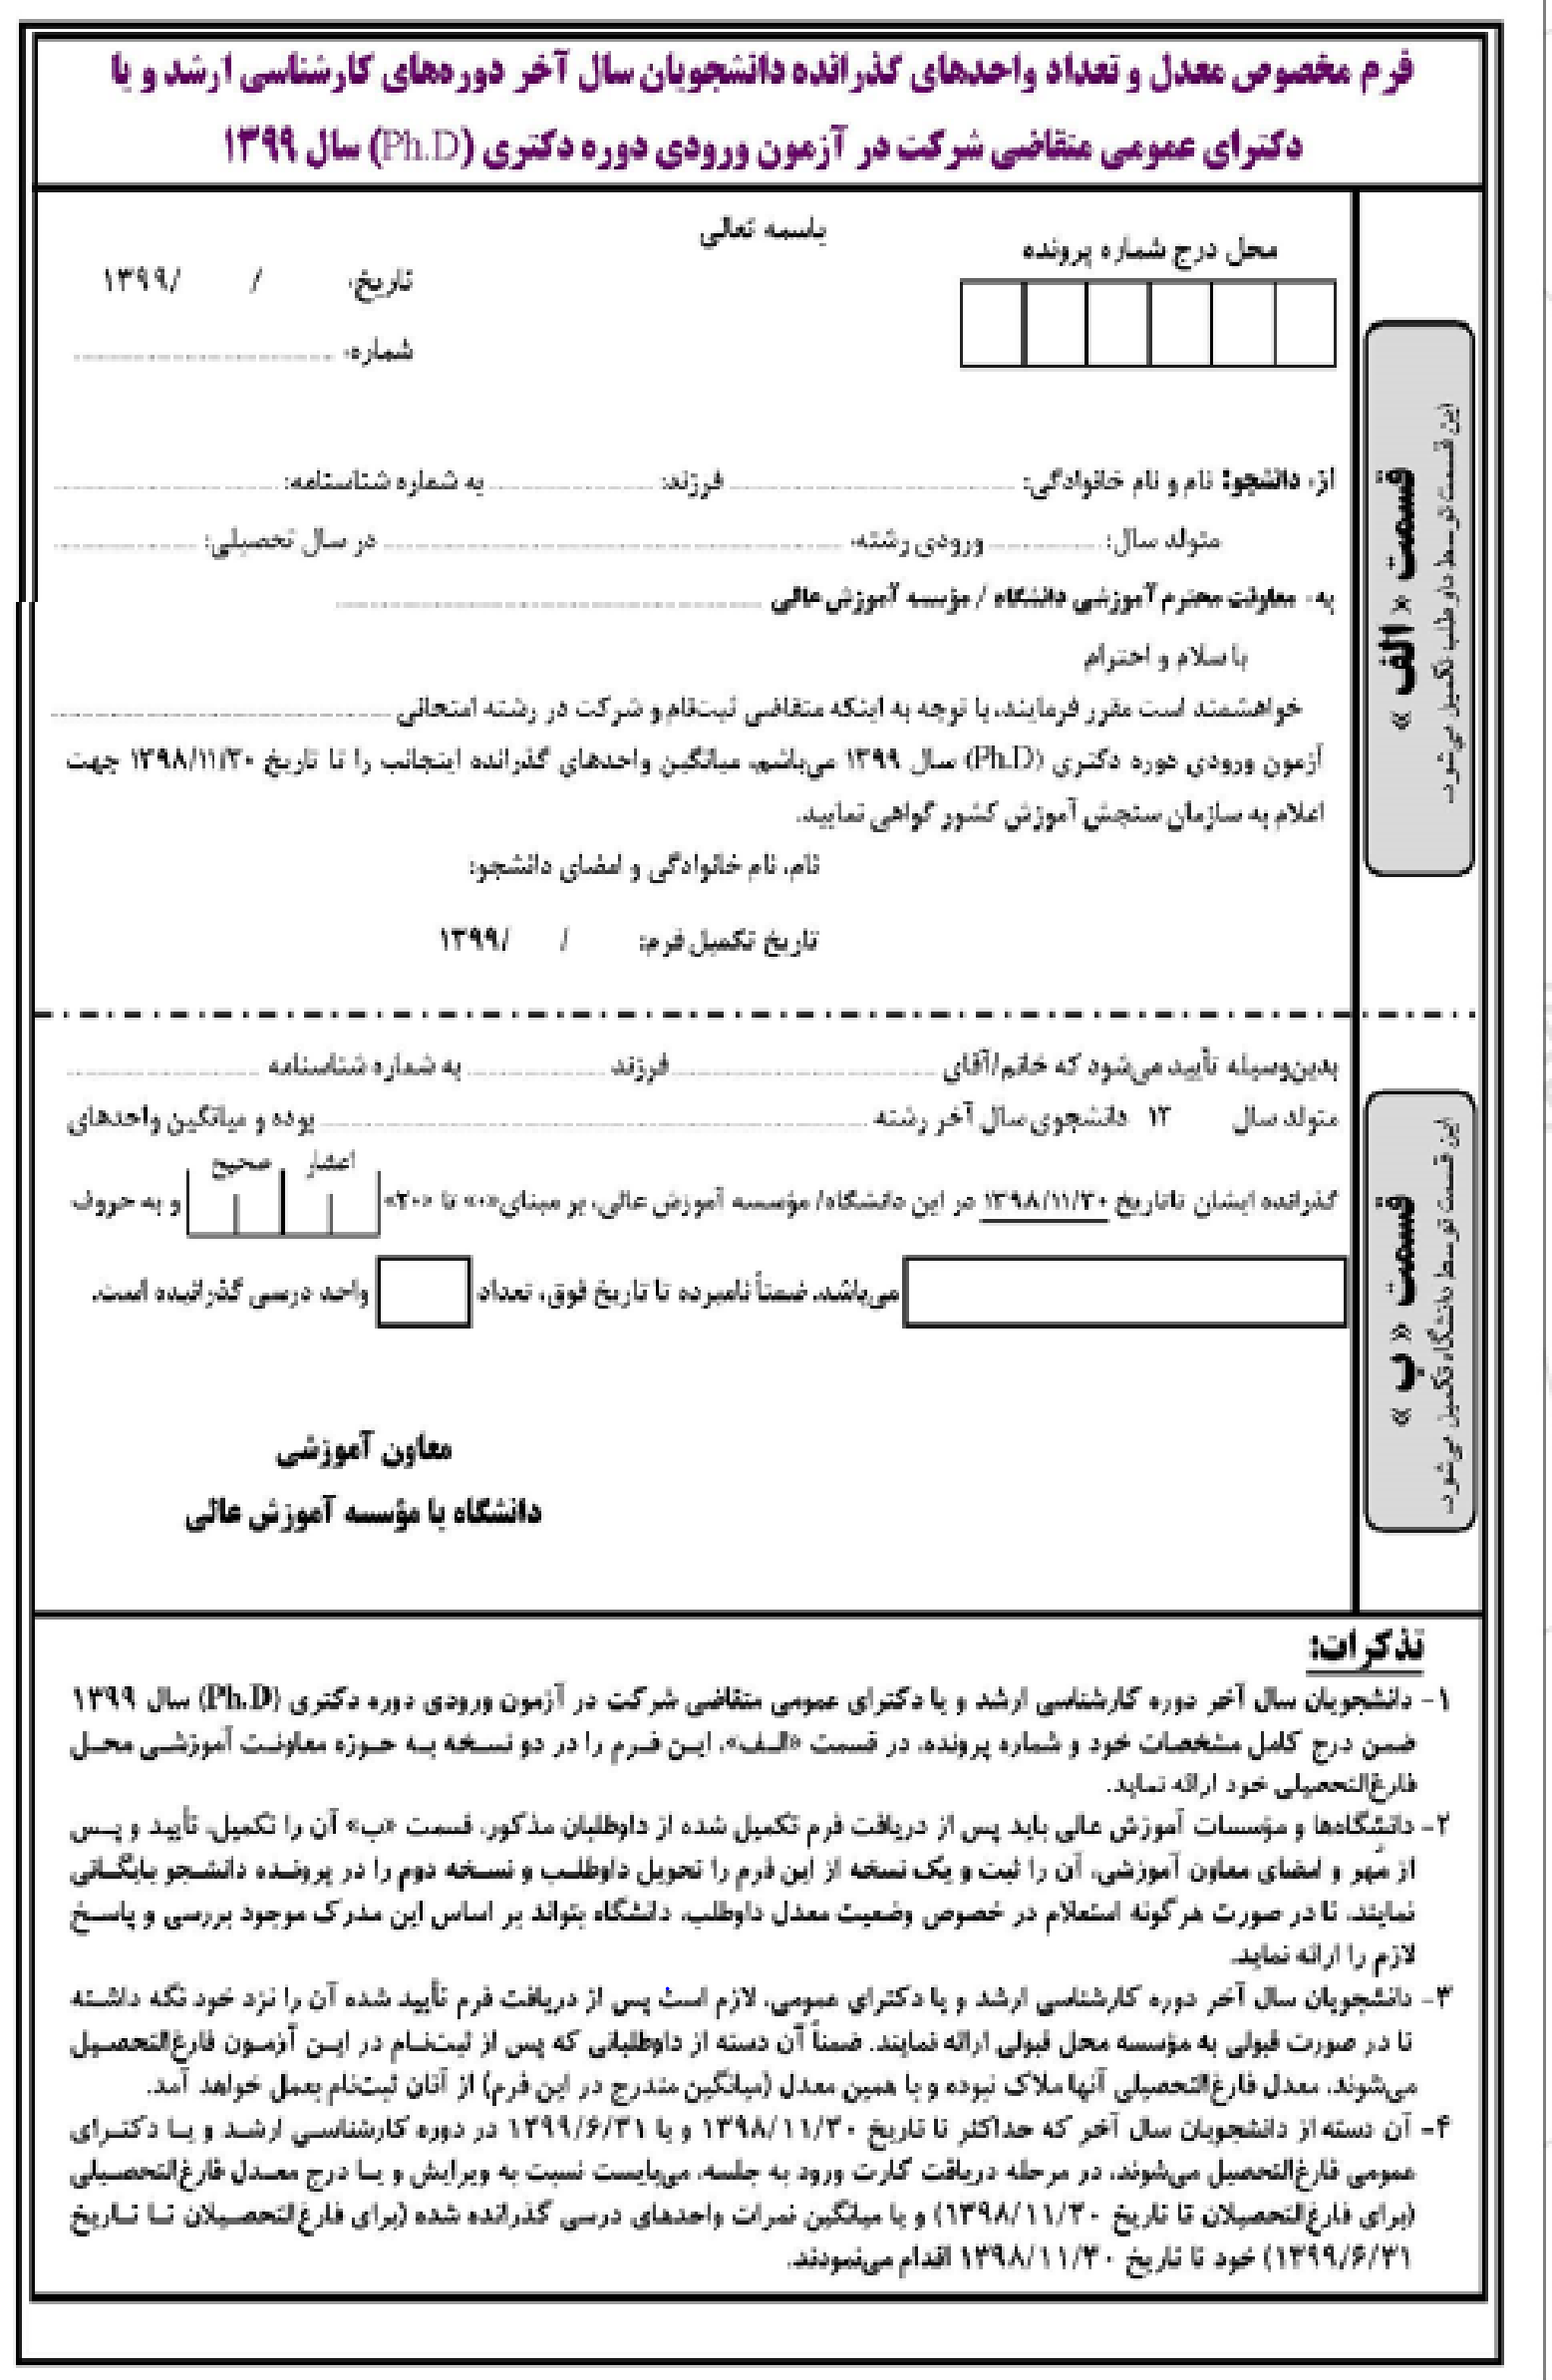 فرم مخصوص معدل و تعداد واحدهای گذرانده دانشجویان سال آخر دوره‌های کارشناسی ارشد و یا
دکترای عمومی متقاضی شرکت در آزمون ورودی دوره دکتری (Ph.D) سال ۱۳۹۹
باسمه تعالی
محل درج شماره پرونده
تاریخ: / /۱۳۹۹
شماره:
قسمت « الف »
این قسمت توسط داوطلب تکمیل می‌شود.
از: دانشجو: نام و نام خانوادگی: فرزند: به شماره شناسنامه:
متولد سال: ورودی رشته: در سال تحصیلی:
به- معاونت محترم آموزشی دانشگاه / مؤسسه آموزش عالی
با سلام و احترام
خواهشمند است مقرر فرمایند، با توجه به اینکه متقاضی ثبت‌نام و شرکت در رشته امتحانی
آزمون ورودی دوره دکتری (Ph.D) سال ۱۳۹۹ می‌باشم، میانگین واحدهای گذرانده اینجانب را تا تاریخ ۱۳۹۸/۱۱/۳۰ جهت
اعلام به سازمان سنجش آموزش کشور گواهی نمایید.
نام، نام خانوادگی و امضای دانشجو:
تاریخ تکمیل فرم: / /۱۳۹۹
قسمت « ب »
این قسمت توسط دانشگاه تکمیل می‌شود.
بدین‌وسیله تأیید می‌شود که خانم/آقای فرزند به شماره شناسنامه
متولد سال ۱۳ دانشجوی سال آخر رشته بوده و میانگین واحدهای
گذرانده ایشان تاتاریخ ۱۳۹۸/۱۱/۳۰ در این دانشگاه/ مؤسسه آموزش عالی، بر مبنای «۰» تا «۲۰» اعشار صحیح و به حروف
می‌باشد. ضمناً نامبرده تا تاریخ فوق، تعداد واحد درسی گذرانیده است.
معاون آموزشی
دانشگاه یا مؤسسه آموزش عالی
تذکرات:
۱- دانشجویان سال آخر دوره کارشناسی ارشد و یا دکترای عمومی متقاضی شرکت در آزمون ورودی دوره دکتری (Ph.D) سال ۱۳۹۹
ضمن درج کامل مشخصات خود و شماره پرونده، در قسمت «الف»، این فرم را در دو نسخه به حوزه معاونت آموزشی محل
فارغ‌التحصیلی خود ارائه نماید.
۲- دانشگاهها و مؤسسات آموزش عالی باید پس از دریافت فرم تکمیل شده از داوطلبان مذکور، قسمت «ب» آن را تکمیل، تأیید و پس
از مُهر و امضای معاون آموزشی، آن را ثبت و یک نسخه از این فرم را تحویل داوطلب و نسخه دوم را در پرونده دانشجو بایگانی
نمایند، تا در صورت هرگونه استعلام در خصوص وضعیت معدل داوطلب، دانشگاه بتواند بر اساس این مدرک موجود بررسی و پاسخ
لازم را ارائه نماید.
۳- دانشجویان سال آخر دوره کارشناسی ارشد و یا دکترای عمومی، لازم است پس از دریافت فرم تأیید شده آن را نزد خود نگه داشته
تا در صورت قبولی به مؤسسه محل قبولی ارائه نمایند. ضمناً آن دسته از داوطلبانی که پس از ثبت‌نام در این آزمون فارغ‌التحصیل
می‌شوند، معدل فارغ‌التحصیلی آنها ملاک نبوده و با همین معدل (میانگین مندرج در این فرم) از آنان ثبت‌نام بعمل خواهد آمد.
۴- آن دسته از دانشجویان سال آخر که حداکثر تا تاریخ ۱۳۹۸/۱۱/۳۰ و یا ۱۳۹۹/۶/۳۱ در دوره کارشناسی ارشد و یا دکترای
عمومی فارغ‌التحصیل می‌شوند، در مرحله دریافت کارت ورود به جلسه، می‌بایست نسبت به ویرایش و یا درج معدل فارغ‌التحصیلی
(برای فارغ‌التحصیلان تا تاریخ ۱۳۹۸/۱۱/۳۰) و یا میانگین نمرات واحدهای درسی گذرانده شده (برای فارغ‌التحصیلان تا تاریخ
۱۳۹۹/۶/۳۱) خود تا تاریخ ۱۳۹۸/۱۱/۳۰ اقدام می‌نمودند.